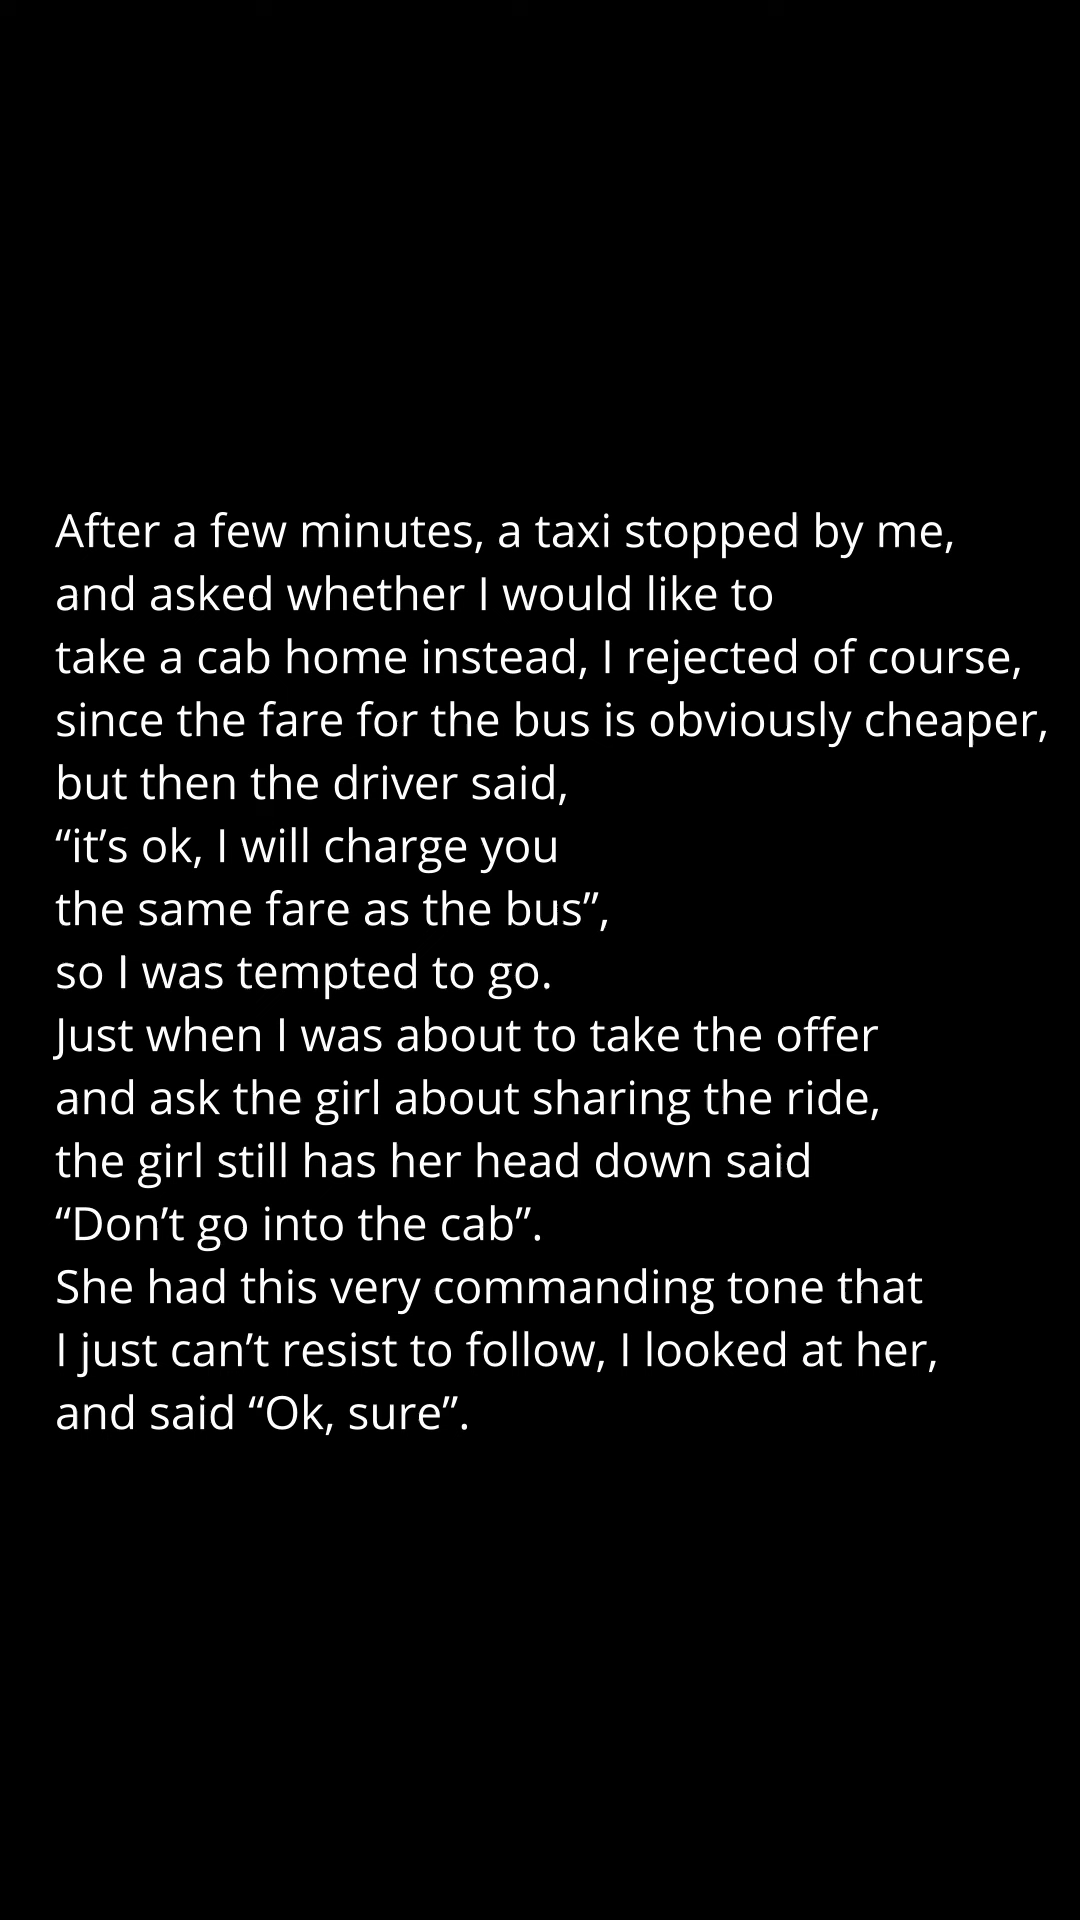 After a few minutes, a taxi stopped by me,
and asked whether I would like to
take a cab home instead, I rejected of course,
since the fare for the bus is obviously cheaper,
but then the driver said,
“it’s ok, I will charge you
the same fare as the bus”,
so I was tempted to go.
Just when I was about to take the offer
and ask the girl about sharing the ride,
the girl still has her head down said
“Don’t go into the cab”.
She had this very commanding tone that
I just can’t resist to follow, I looked at her,
and said “Ok, sure”.